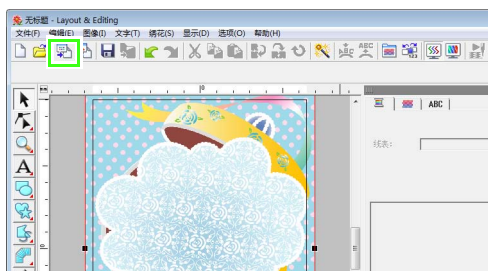 无标题 - Layout & Editing
文件(F) 编辑(E) 图像(I) 文字(T) 绣花(S) 显示(D) 选项(O) 帮助(H)
ABC
A
ABC
线表: